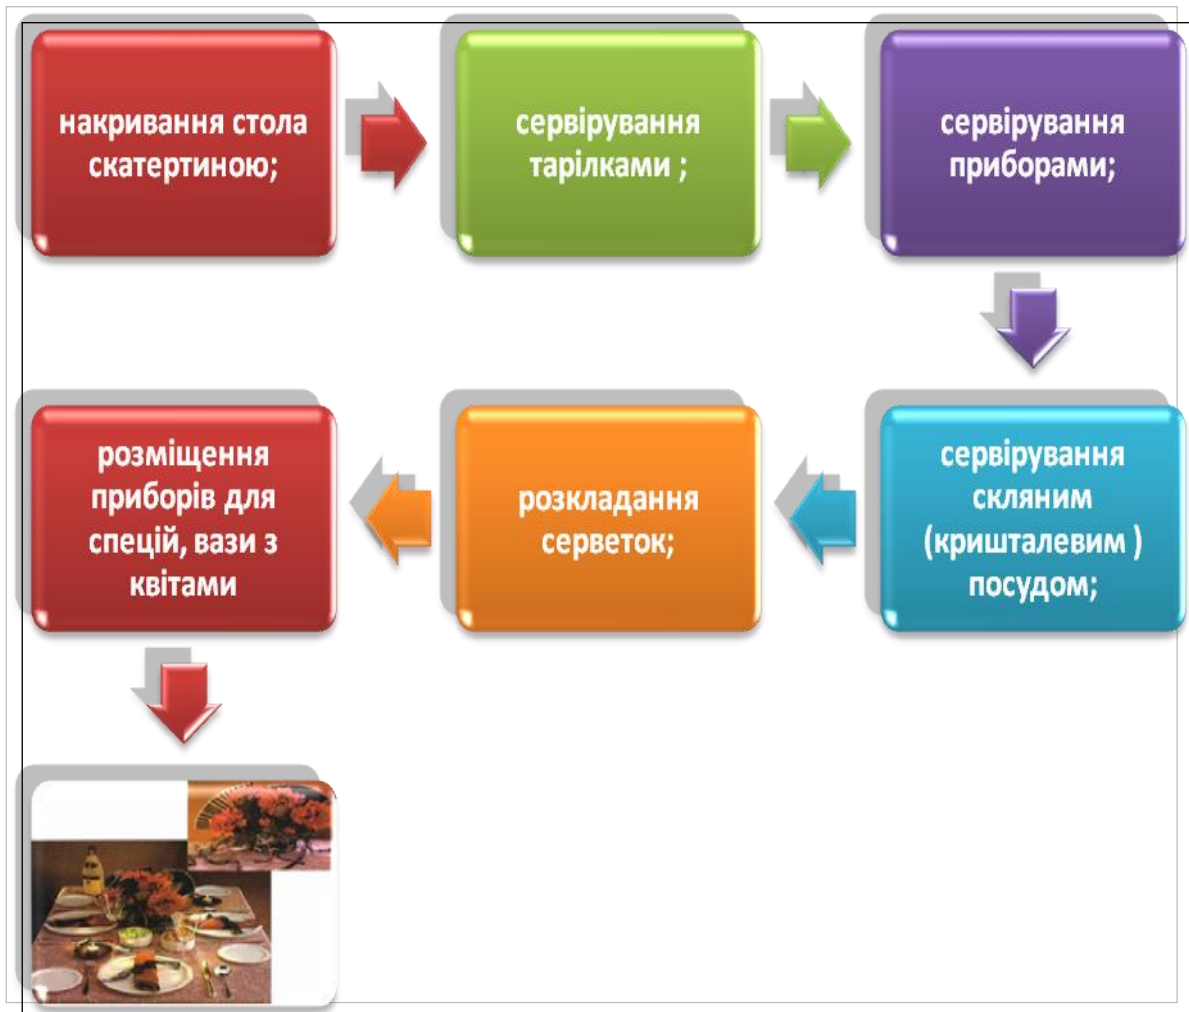 накривання стола
скатертиною;
сервірування
тарілками ;
сервірування
приборами;
сервірування
скляним
(кришталевим )
посудом;
розкладання
серветок;
розміщення
приборів для
спецій, вази з
квітами